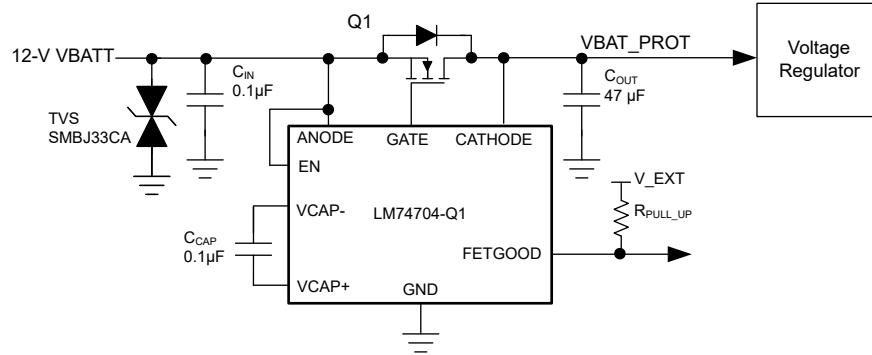 Q1
12-V VBATT
VBAT_PROT
Voltage
Regulator
CIN
0.1µF
COUT
47 µF
TVS
SMBJ33CA
ANODE
GATE
CATHODE
EN
V_EXT
VCAP-
LM74704-Q1
RPULL_UP
CCAP
0.1µF
FETGOOD
VCAP+
GND